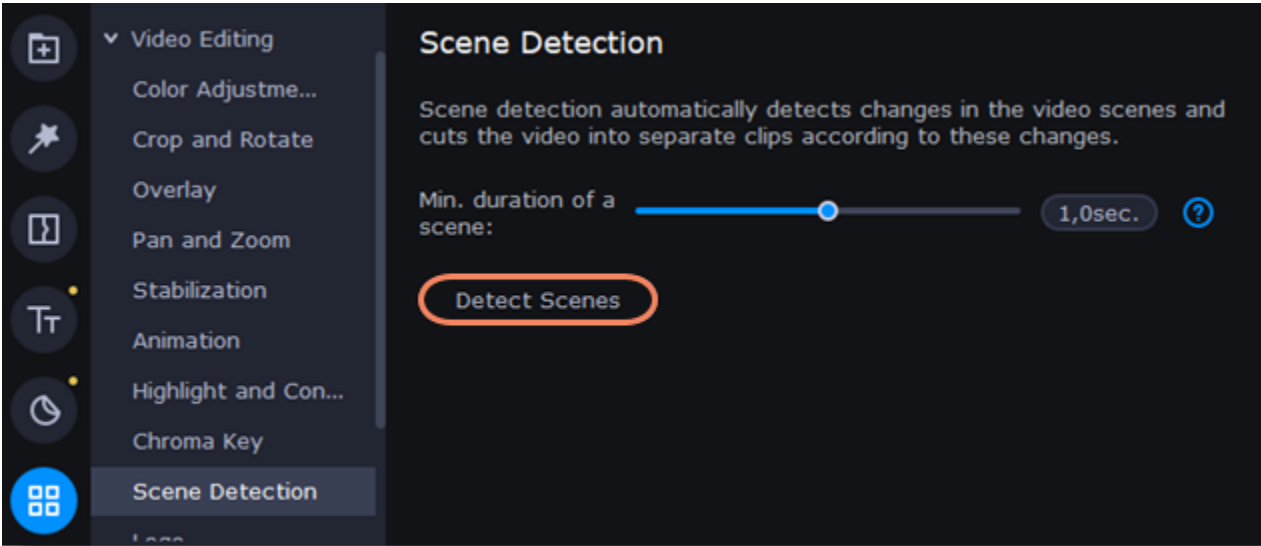 Video Editing
Color Adjustme...
Crop and Rotate
Overlay
Pan and Zoom
Stabilization
Animation
Highlight and Con...
Chroma Key
Scene Detection
Scene Detection
Scene detection automatically detects changes in the video scenes and
cuts the video into separate clips according to these changes.
Min. duration of a
scene:
1,0sec.
?
Detect Scenes
Tт